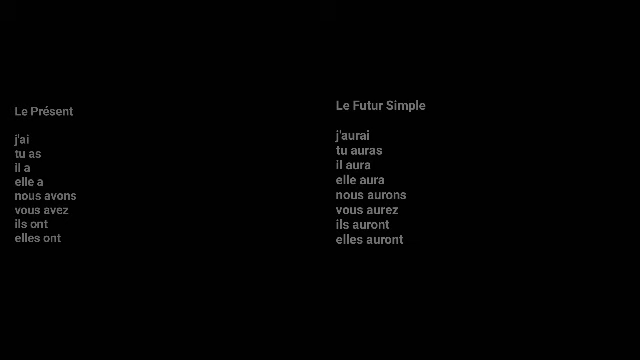 Le Présent
j'ai
tu as
il a
elle a
nous avons
vous avez
ils ont
elles ont
Le Futur Simple
j'aurai
tu auras
il aura
elle aura
nous aurons
vous aurez
ils auront
elles auront